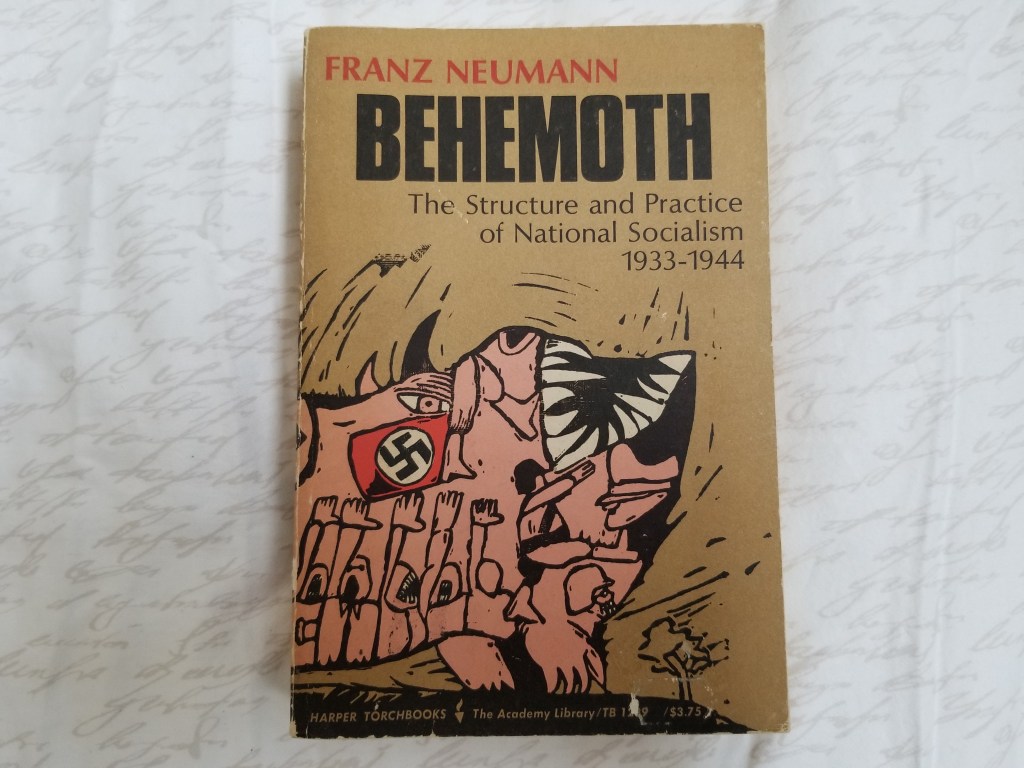 FRANZ NEUMANN
BEHEMOTH
The Structure and Practice
of National Socialism
1933-1944
HARPER TORCHBOOKS The Academy Library/TB /$3.75